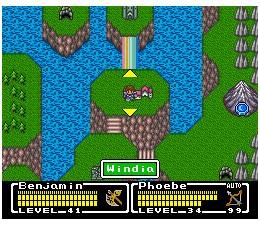 Windia
Benjamin Phoebe AUTO
LEVEL 41 LEVEL 34 99